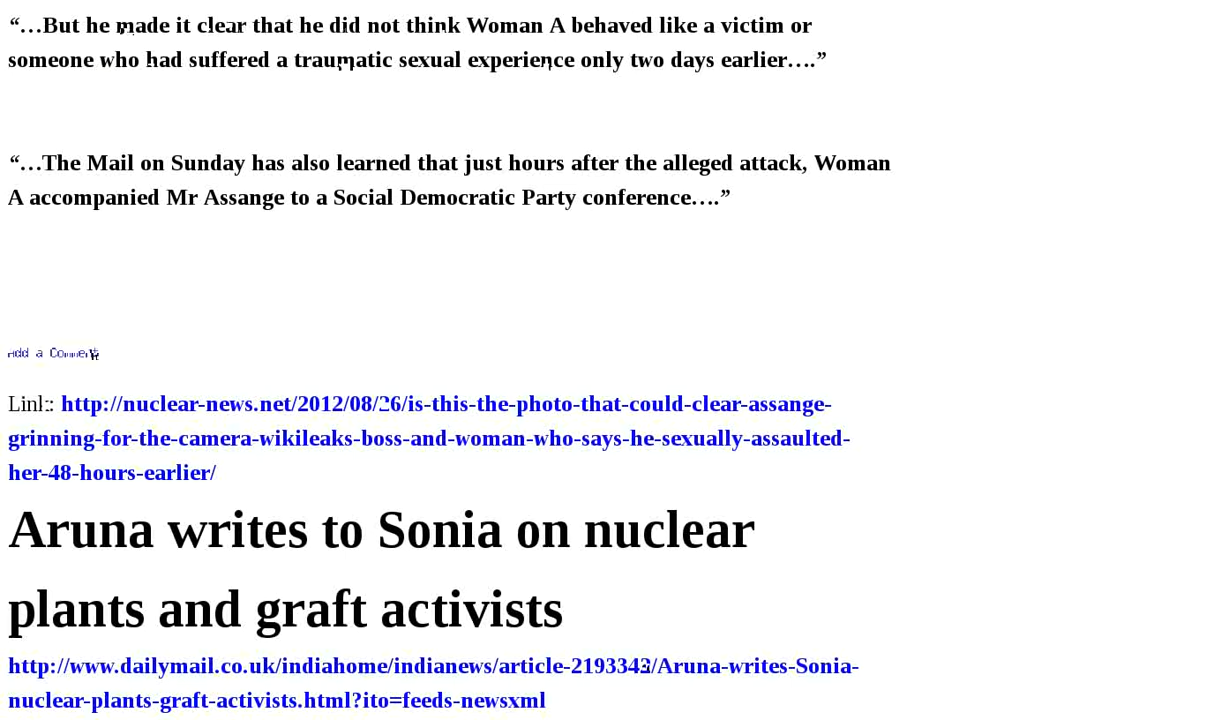 “…But he made it clear that he did not think Woman A behaved like a victim or
someone who had suffered a traumatic sexual experience only two days earlier….”
“…The Mail on Sunday has also learned that just hours after the alleged attack, Woman
A accompanied Mr Assange to a Social Democratic Party conference….”
Add a Comment
Link: http://nuclear-news.net/2012/08/26/is-this-the-photo-that-could-clear-assange-
grinning-for-the-camera-wikileaks-boss-and-woman-who-says-he-sexually-assaulted-
her-48-hours-earlier/
Aruna writes to Sonia on nuclear
plants and graft activists
http://www.dailymail.co.uk/indiahome/indianews/article-2193342/Aruna-writes-Sonia-
nuclear-plants-graft-activists.html?ito=feeds-newsxml